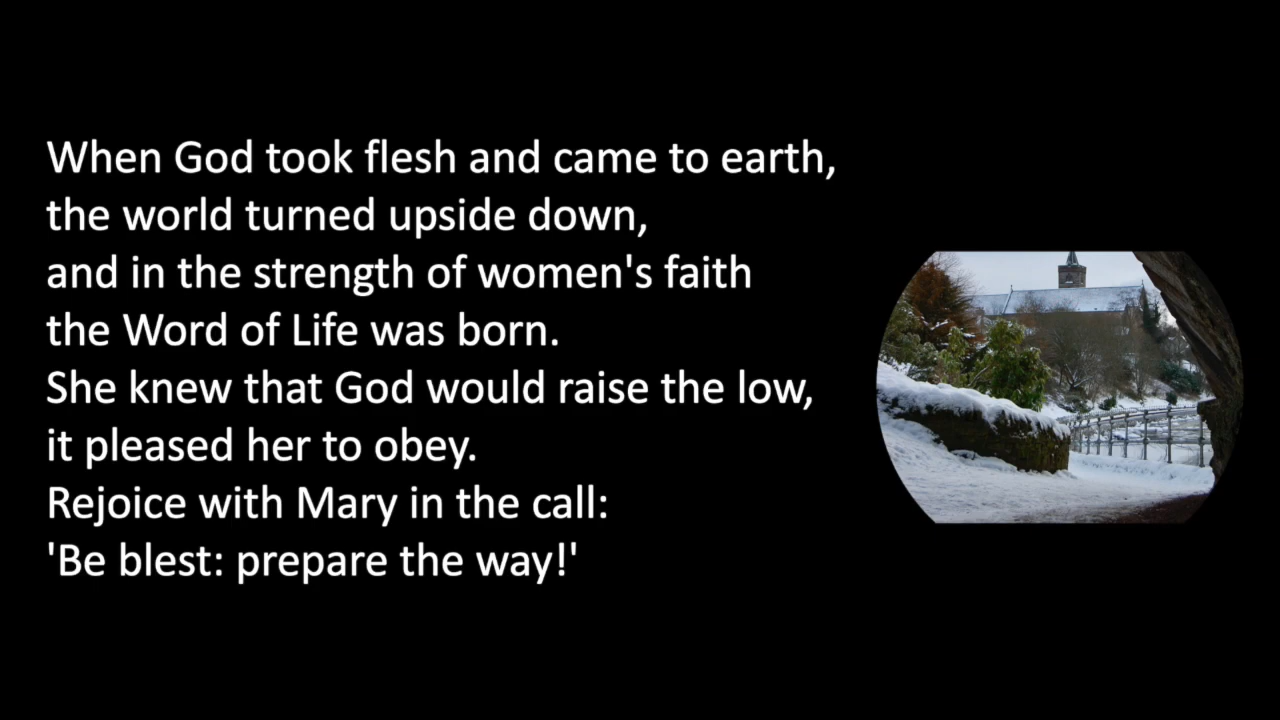 When God took flesh and came to earth,
the world turned upside down,
and in the strength of women's faith
the Word of Life was born.
She knew that God would raise the low,
it pleased her to obey.
Rejoice with Mary in the call:
'Be blest: prepare the way!'